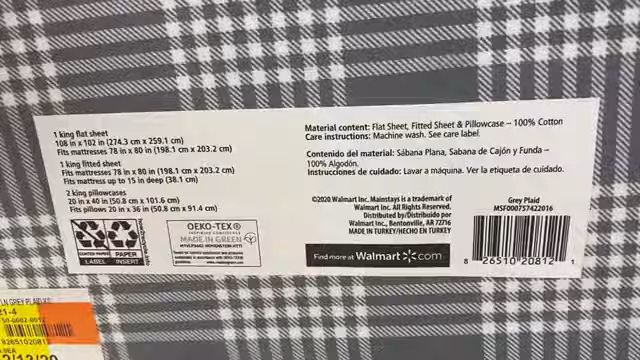 1 king flat sheet
108 in x 102 in (274.3 cm x 259.1 cm)
Fits mattresses 78 in x 80 in (198.1 cm x 203.2 cm)
1 king fitted sheet
Fits mattresses 78 in x 80 in (198.1 cm x 203.2 cm)
Fits mattress up to 15 in deep (38.1 cm)
2 king pillowcases
20 in x 40 in (50.8 cm x 101.6 cm)
Fits pillows 20 in x 36 in (50.8 cm x 91.4 cm)
PAPER
LABEL
INSERT
OEKO-TEX®
MADE IN GREEN
Material content: Flat Sheet, Fitted Sheet & Pillowcase – 100% Cotton
Care instructions: Machine wash. See care label.
Contenido del material: Sábana Plana, Sabana de Cajón y Funda –
100% Algodón.
Instrucciones de cuidado: Lavar a máquina. Ver la etiqueta de cuidado.
©2020 Walmart Inc. Mainstays is a trademark of
Walmart Inc. All Rights Reserved.
Distributed by/Distribuido por
Walmart Inc., Bentonville, AR 72716
MADE IN TURKEY/HECHO EN TURKEY
Find more at Walmart.com
Grey Plaid
MSF000757422016
8 26510 20812 1
LN GREY PLAID KS
21-4